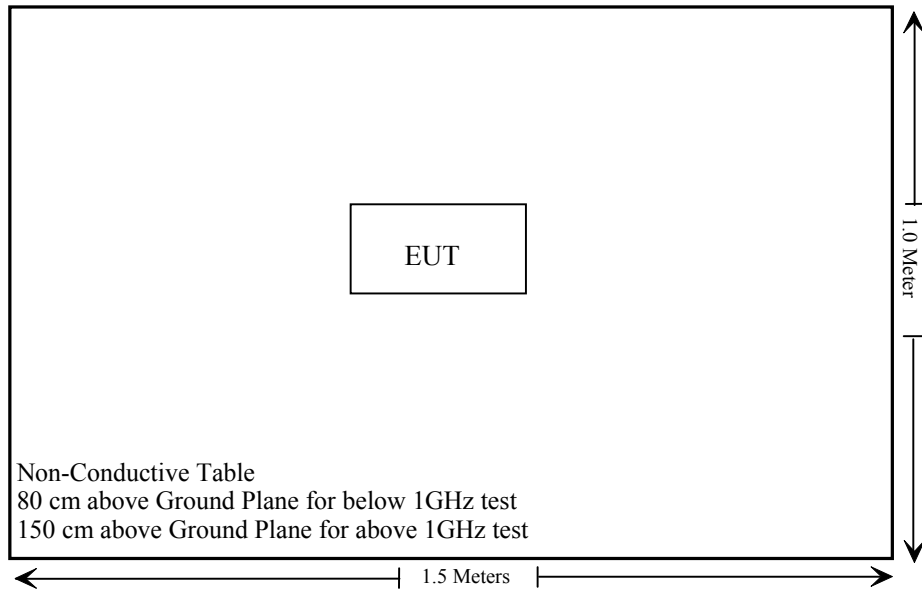 EUT
1.0 Meter
Non-Conductive Table
80 cm above Ground Plane for below 1GHz test
150 cm above Ground Plane for above 1GHz test
1.5 Meters